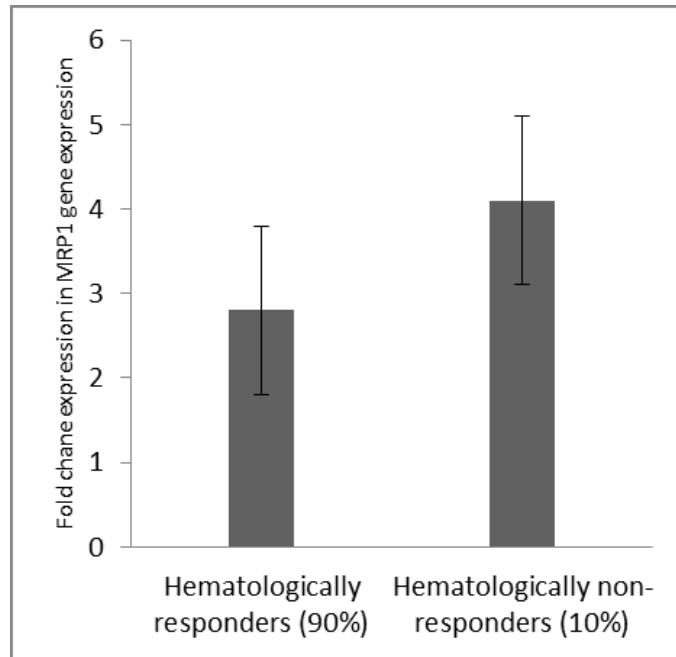 Fold chane expression in MRP1 gene expression
6
5
4
3
2
1
0
Hematologically
responders (90%)
Hematologically non-
responders (10%)